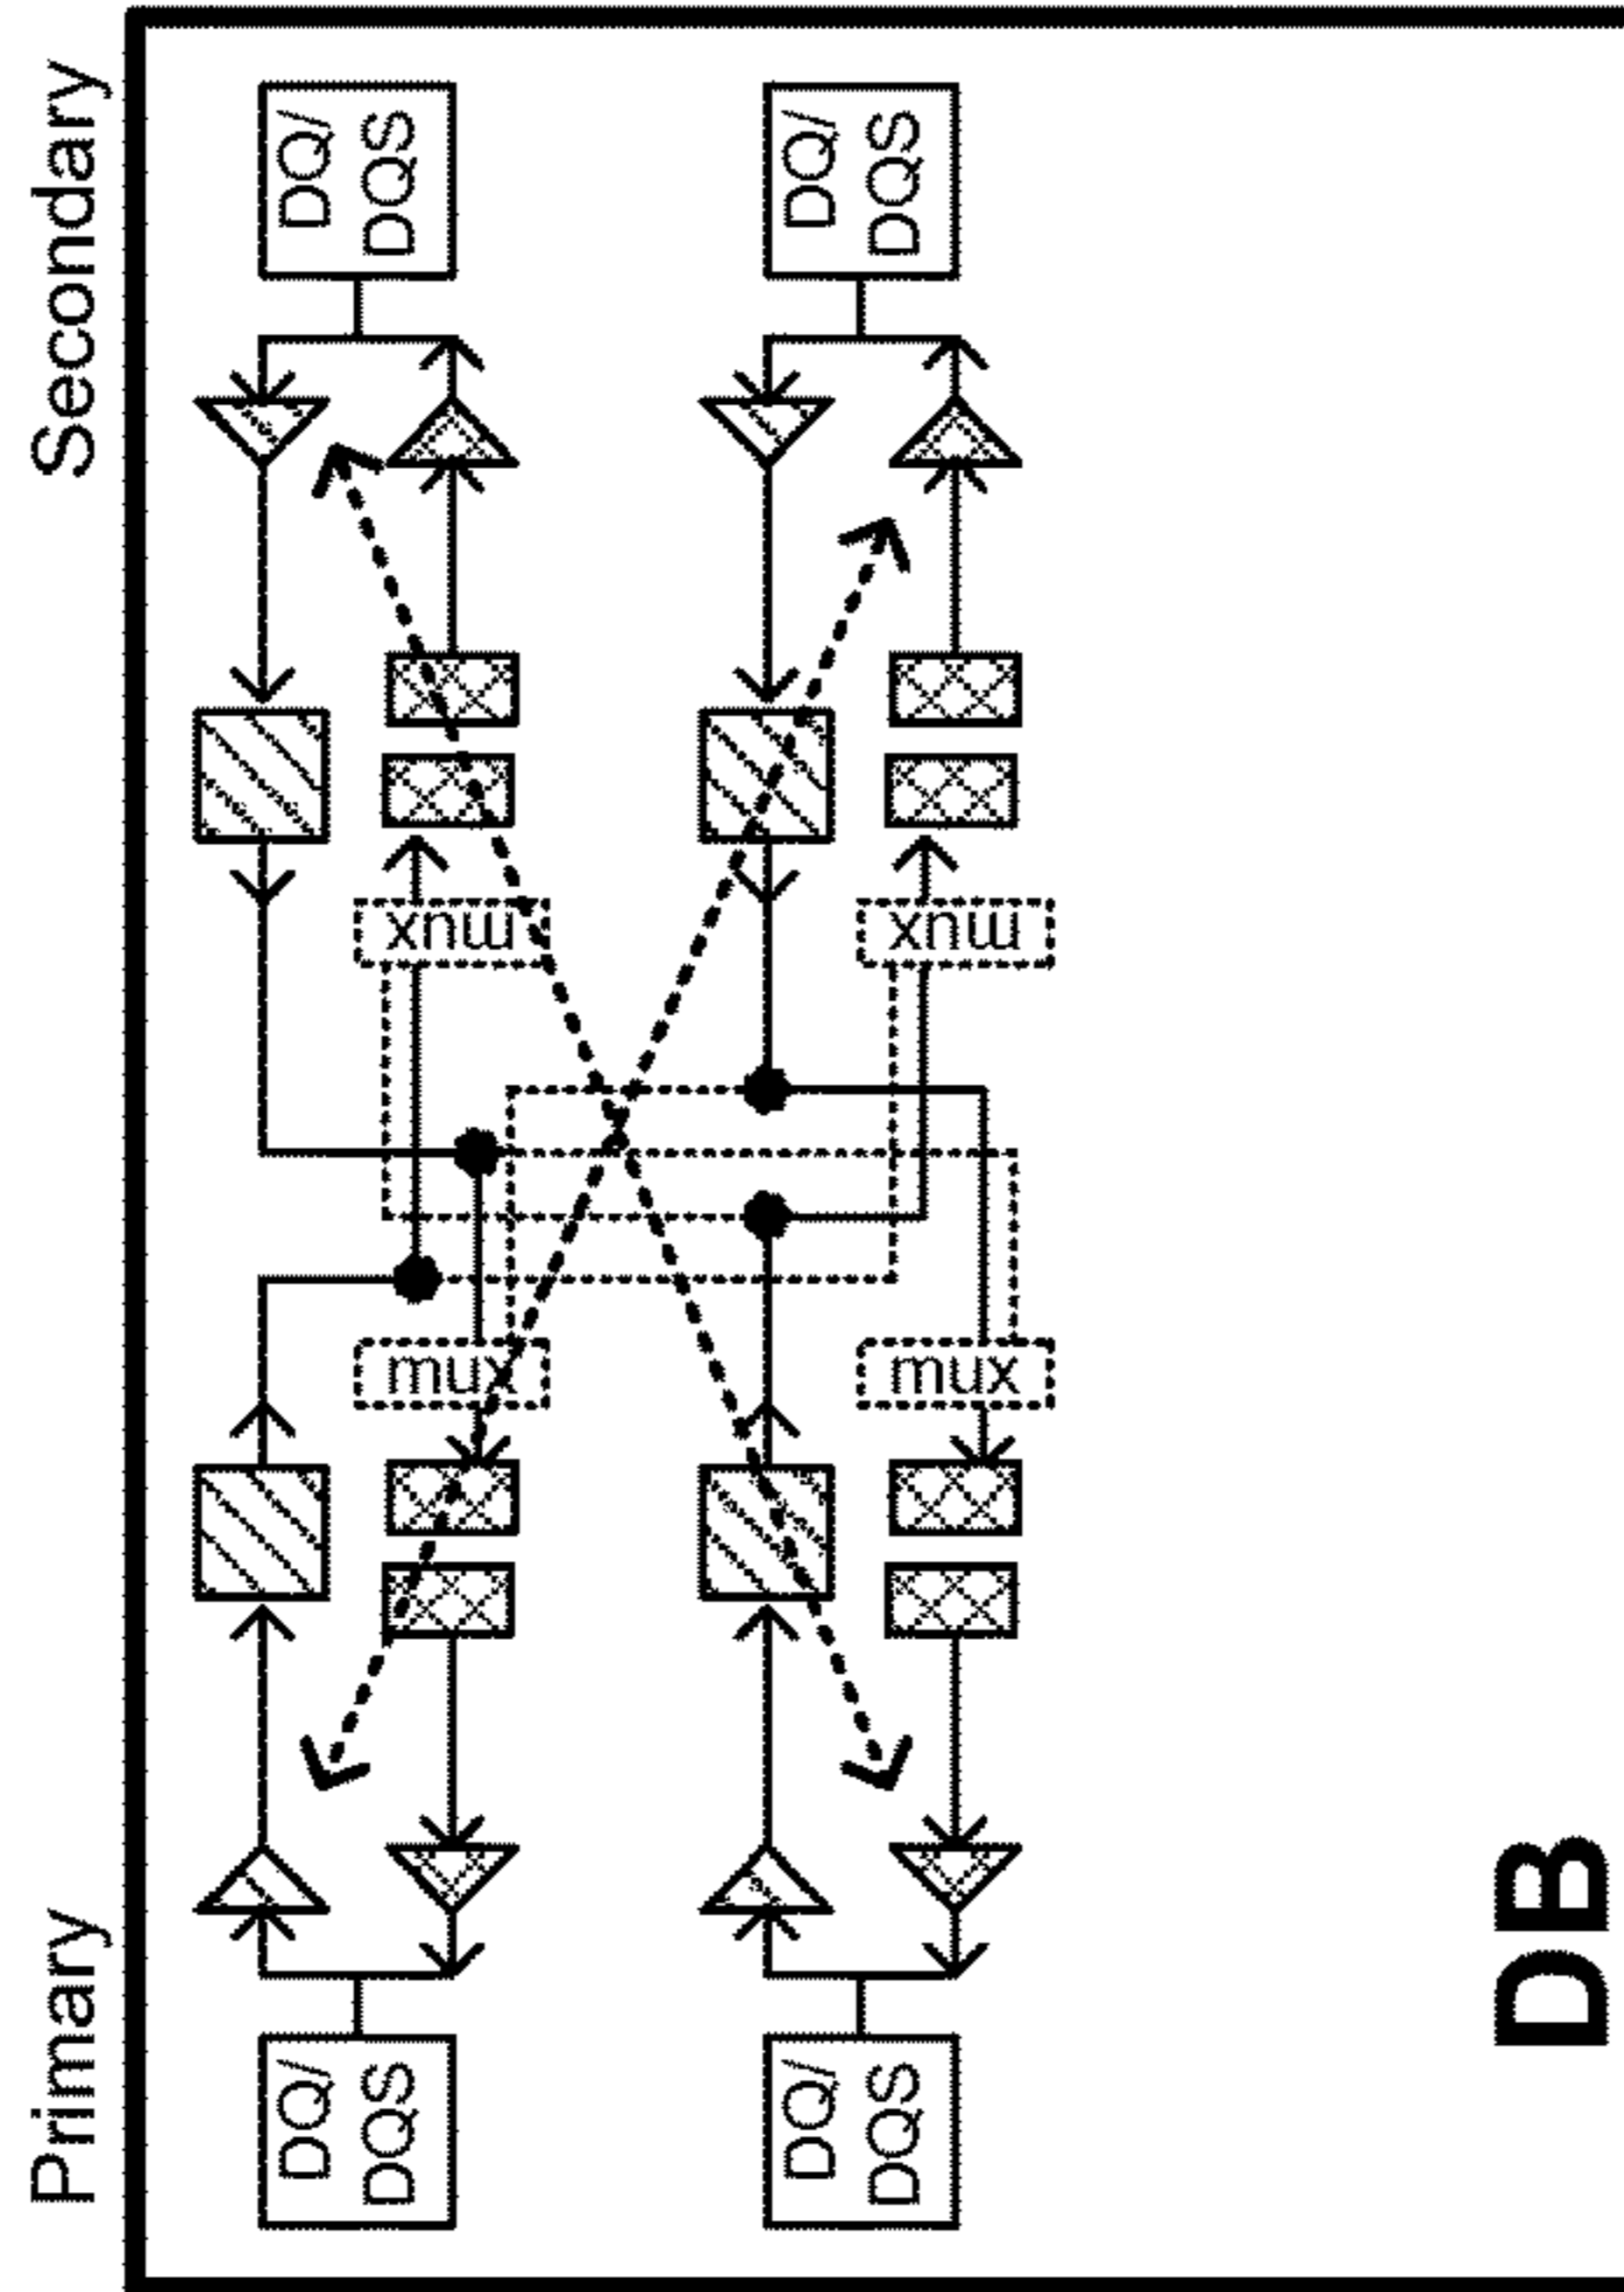 Primary
Secondary
DQ/
DQS
DQ/
DQS
mux
mux
DQ/
DQS
DQ/
DQS
mux
mux
DB